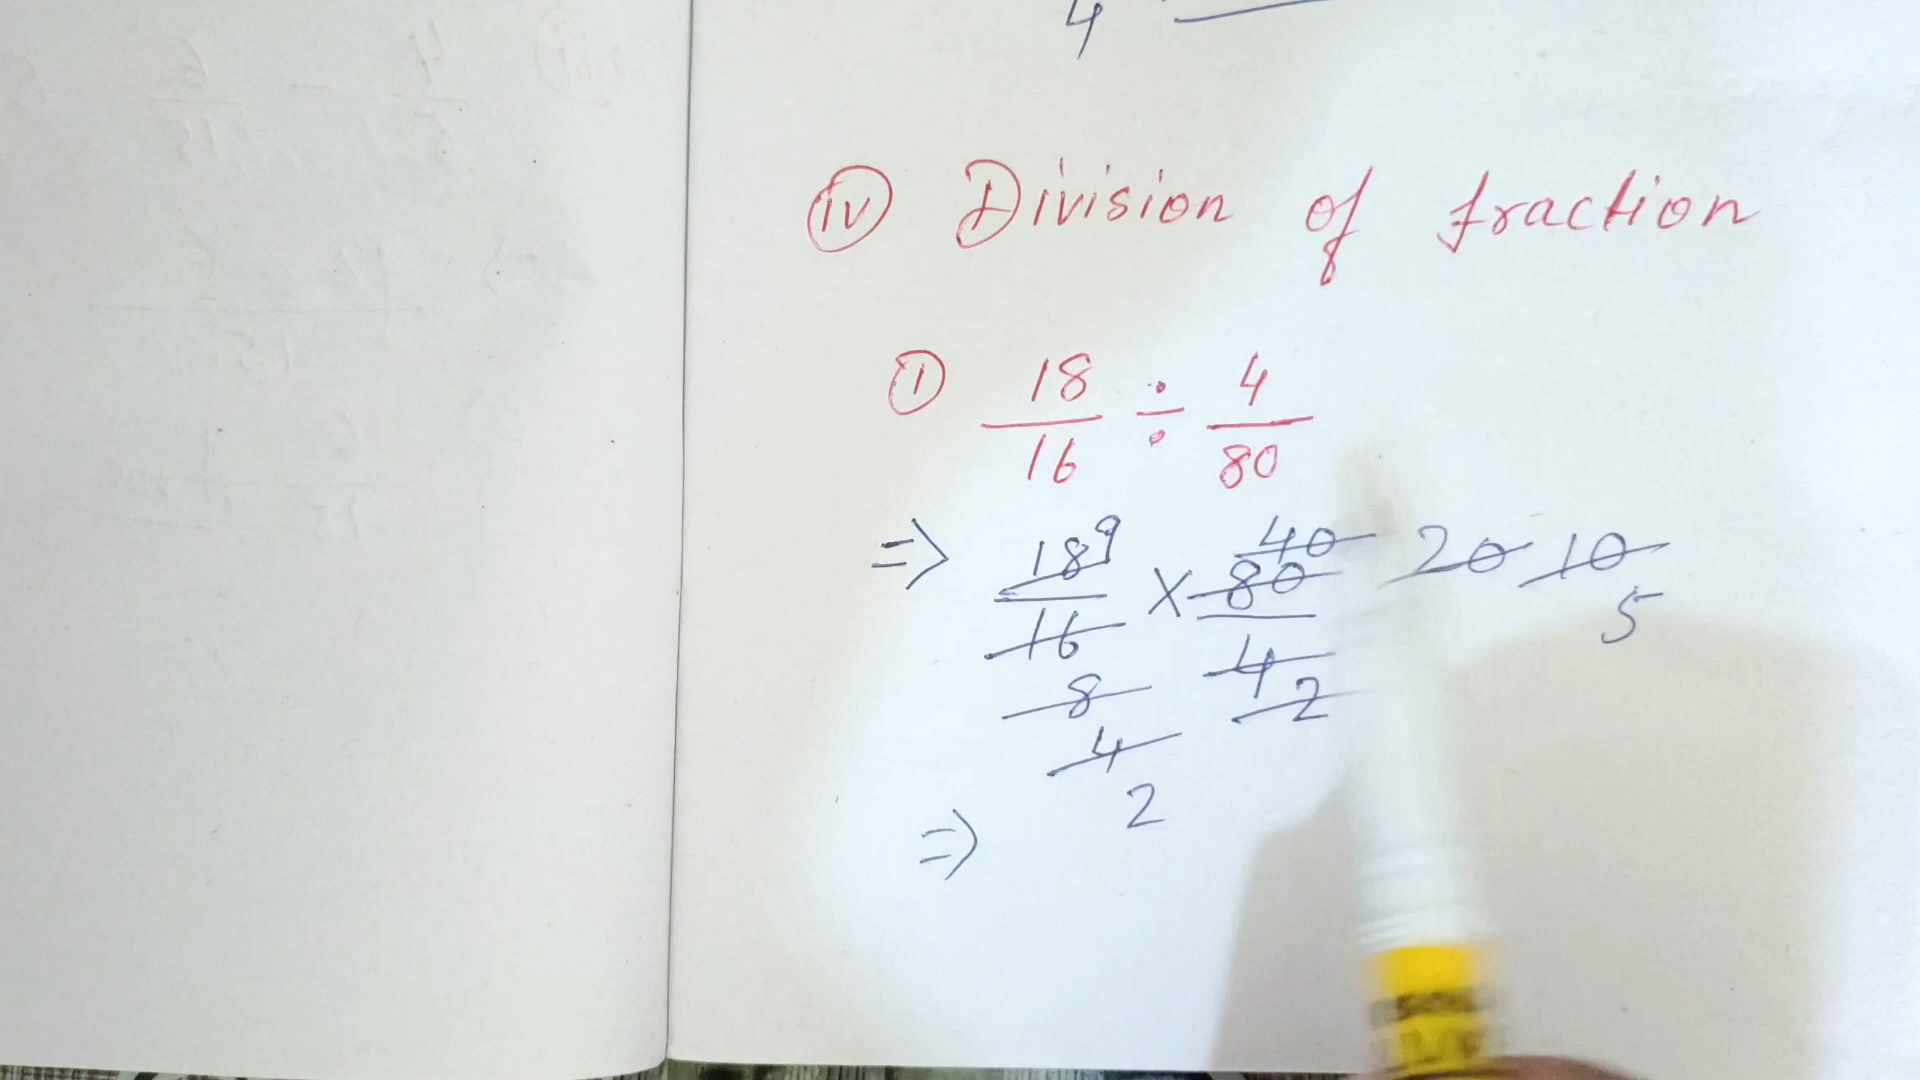 4
iv Division of fraction
1 18/16 ÷ 4/80
=> 18 9 / 16 8 4 2 × 80 40 20 10 5 / 4 2
=>